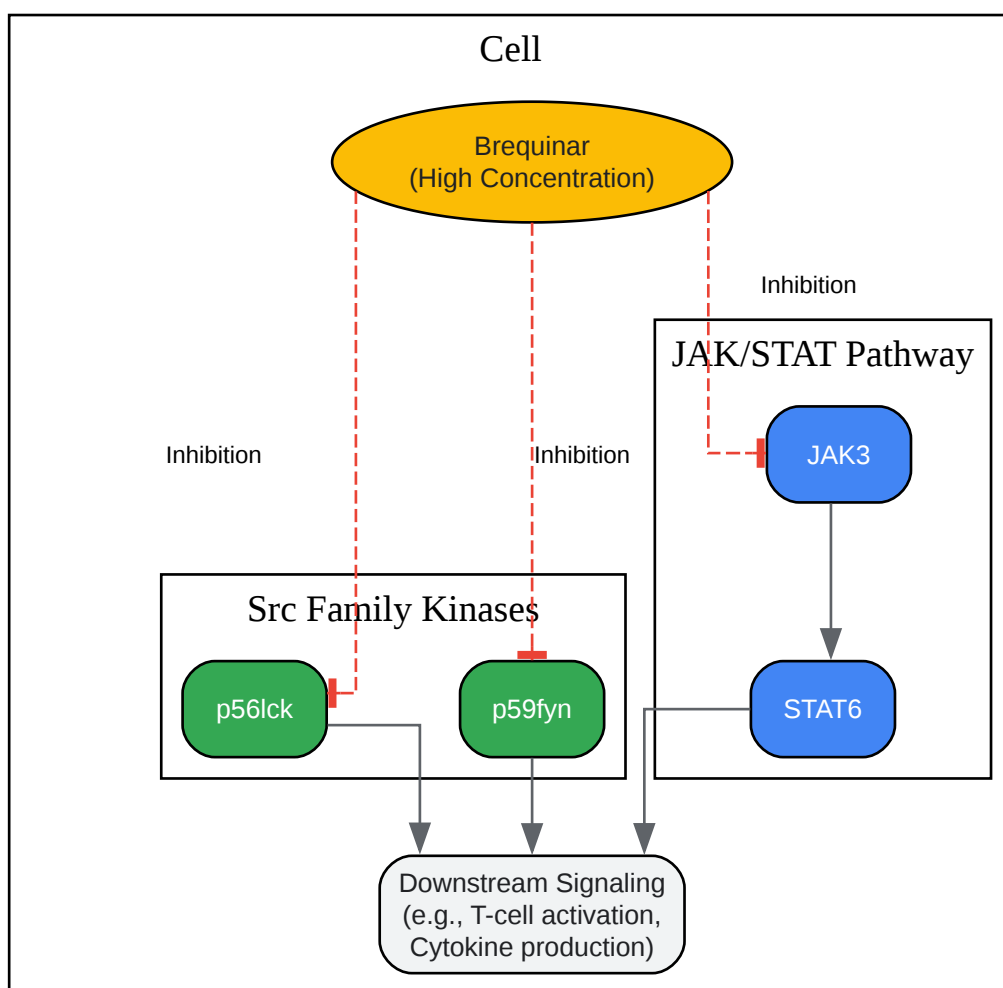 Cell
Brequinar
(High Concentration)
Inhibition
JAK/STAT Pathway
JAK3
Inhibition
Inhibition
Src Family Kinases
p56lck
p59fyn
STAT6
Downstream Signaling
(e.g., T-cell activation,
Cytokine production)